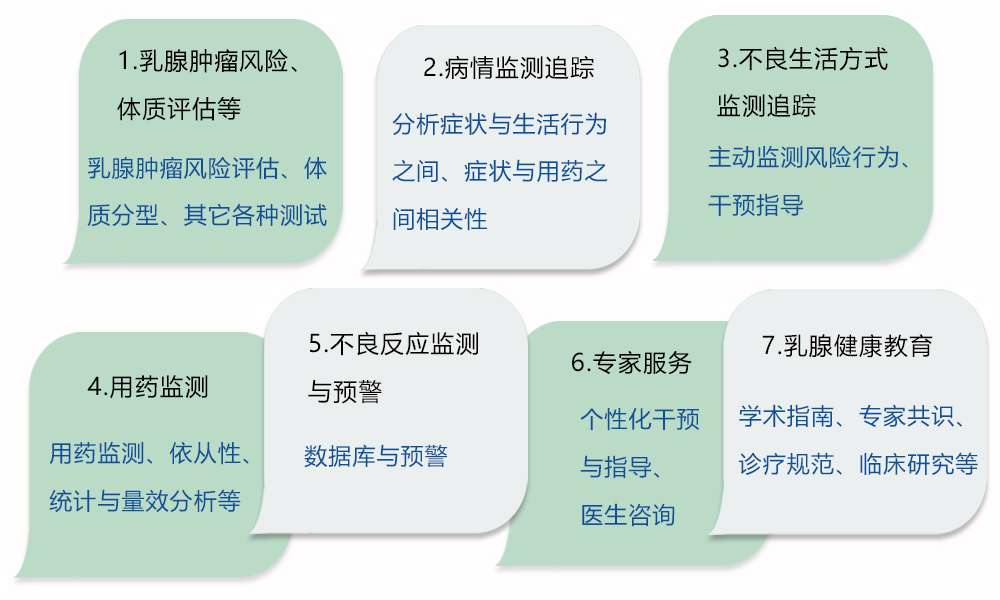 1.乳腺肿瘤风险、
体质评估等
乳腺肿瘤风险评估、体
质分型、其它各种测试
2.病情监测追踪
分析症状与生活行为
之间、症状与用药之
间相关性
3.不良生活方式
监测追踪
主动监测风险行为、
干预指导
4.用药监测
用药监测、依从性、
统计与量效分析等
5.不良反应监测
与预警
数据库与预警
6.专家服务
个性化干预
与指导、
医生咨询
7.乳腺健康教育
学术指南、专家共识、
诊疗规范、临床研究等